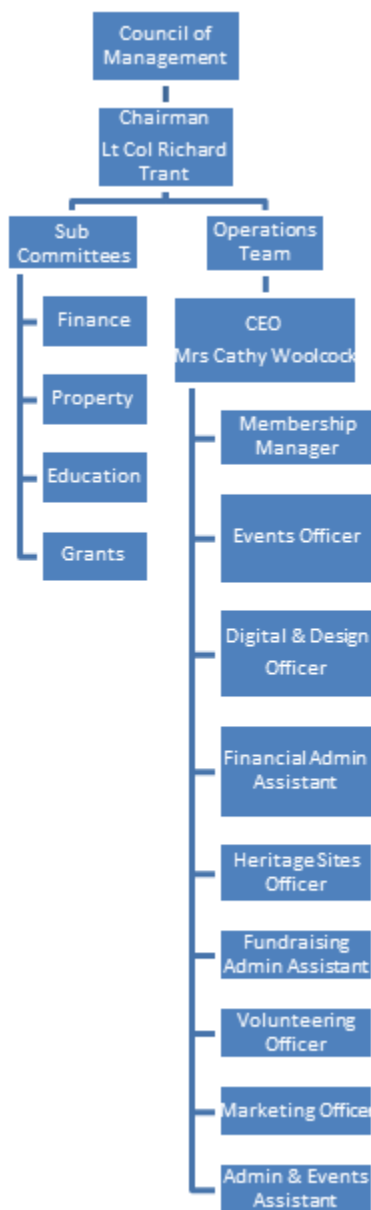 Council of
Management
Chairman
Lt Col Richard
Trant
Sub
Committees
Operations
Team
Finance
Property
Education
Grants
CEO
Mrs Cathy Woolcock
Membership
Manager
Events Officer
Digital & Design
Officer
Financial Admin
Assistant
Heritage Sites
Officer
Fundraising
Admin Assistant
Volunteering
Officer
Marketing Officer
Admin & Events
Assistant